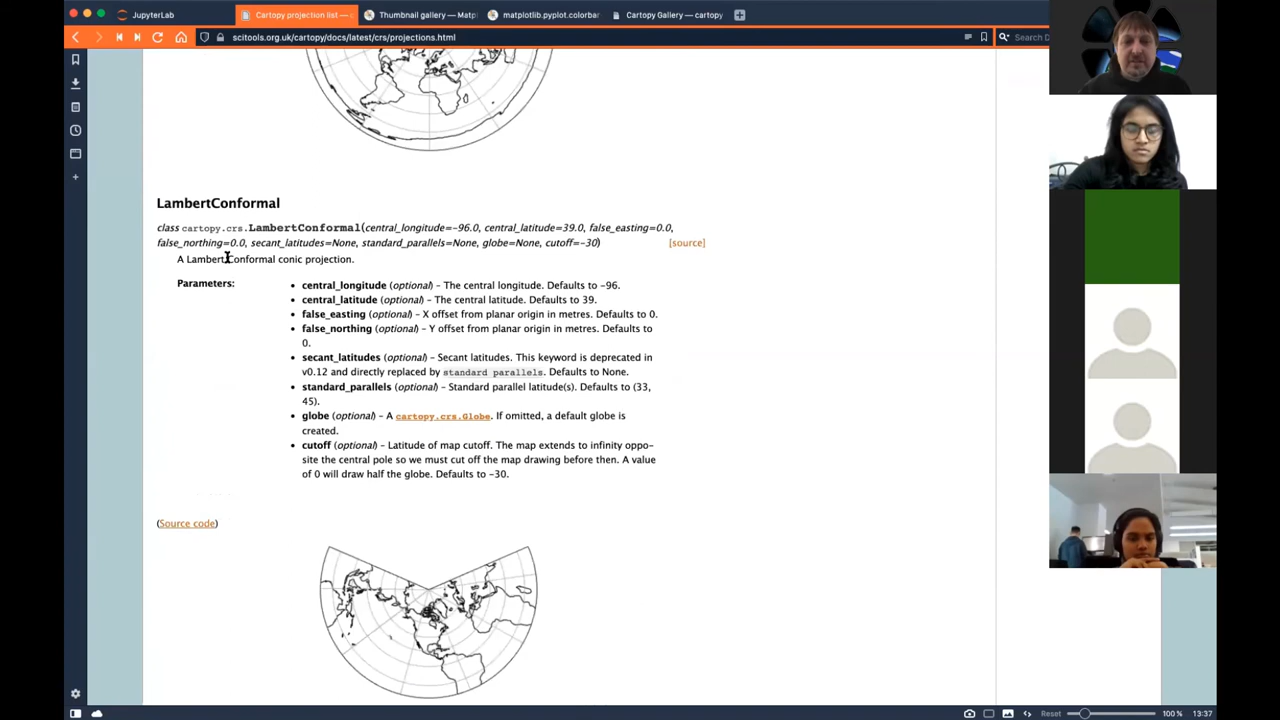 JupyterLab
Cartopy projection list — c
Thumbnail gallery — Matp
matplotlib.pyplot.colorbar
Cartopy Gallery — cartopy
scitools.org.uk/cartopy/docs/latest/crs/projections.html
Search D
LambertConformal
class cartopy.crs.LambertConformal(central_longitude=-96.0, central_latitude=39.0, false_easting=0.0,
false_northing=0.0, secant_latitudes=None, standard_parallels=None, globe=None, cutoff=-30)
[source]
A Lambert Conformal conic projection.
Parameters:
• central_longitude (optional) – The central longitude. Defaults to -96.
• central_latitude (optional) – The central latitude. Defaults to 39.
• false_easting (optional) – X offset from planar origin in metres. Defaults to 0.
• false_northing (optional) – Y offset from planar origin in metres. Defaults to
0.
• secant_latitudes (optional) – Secant latitudes. This keyword is deprecated in
v0.12 and directly replaced by standard parallels. Defaults to None.
• standard_parallels (optional) – Standard parallel latitude(s). Defaults to (33,
45).
• globe (optional) – A cartopy.crs.Globe. If omitted, a default globe is
created.
• cutoff (optional) – Latitude of map cutoff. The map extends to infinity oppo-
site the central pole so we must cut off the map drawing before then. A value
of 0 will draw half the globe. Defaults to -30.
(Source code)
Reset
100 %
13:37